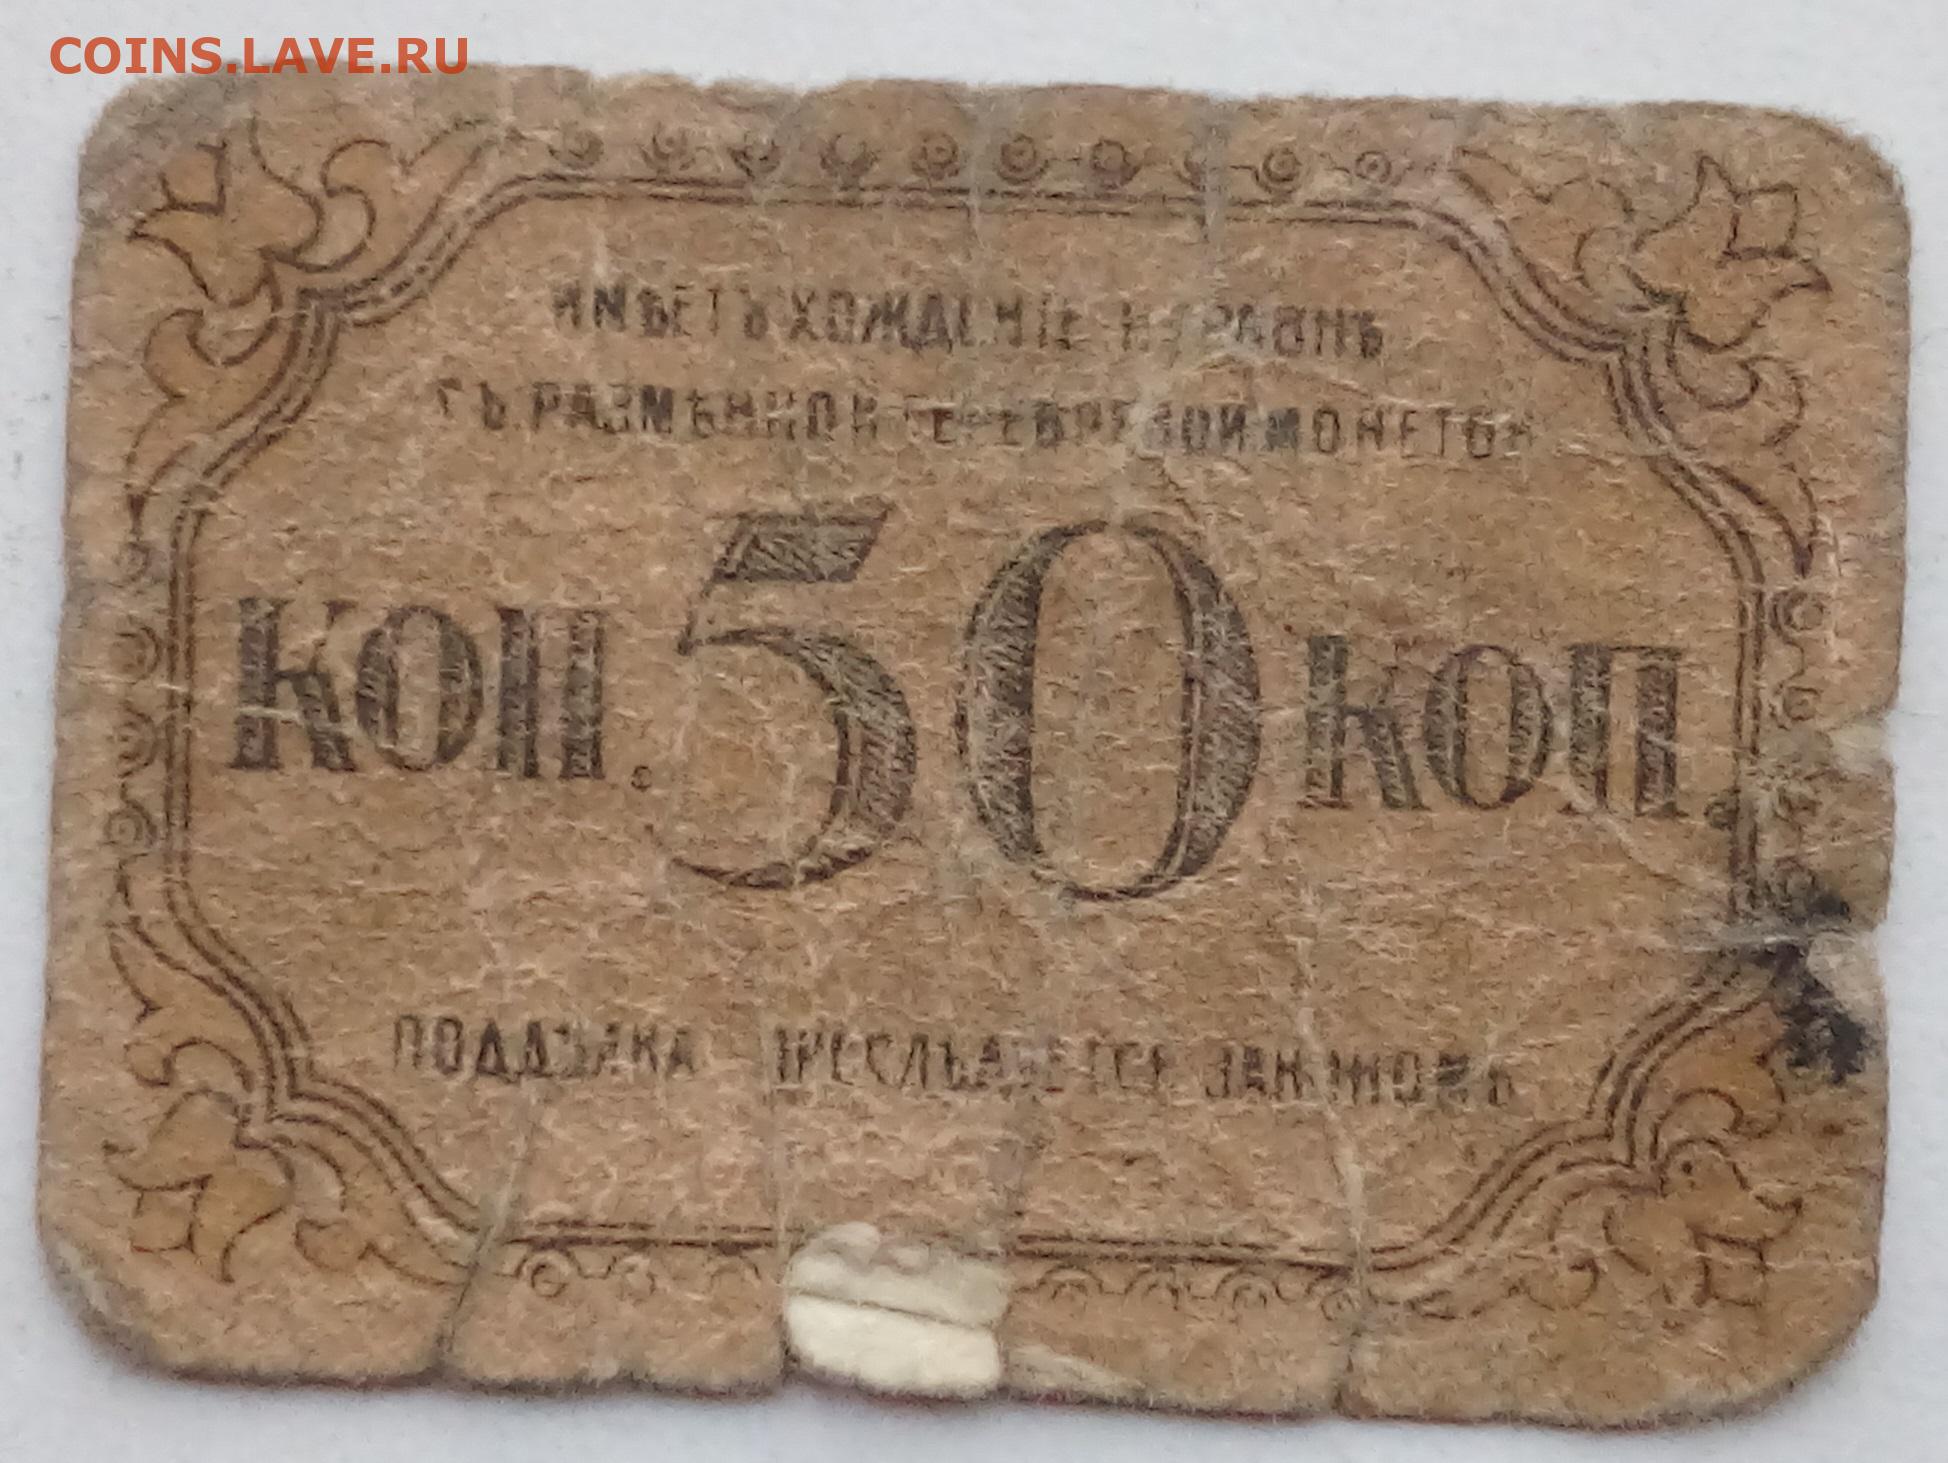 COINS.LAVE.RU
ИМѢЕТЪ ХОЖДЕНІЕ НАРАВНѢ
СЪ РАЗМѢННОЙ СЕРЕБРЯНОЙ МОНЕТОЙ
КОП. 50 КОП.
ПОДДѢЛКА ПРЕСЛѢДУЕТСЯ ЗАКОНОМЪ